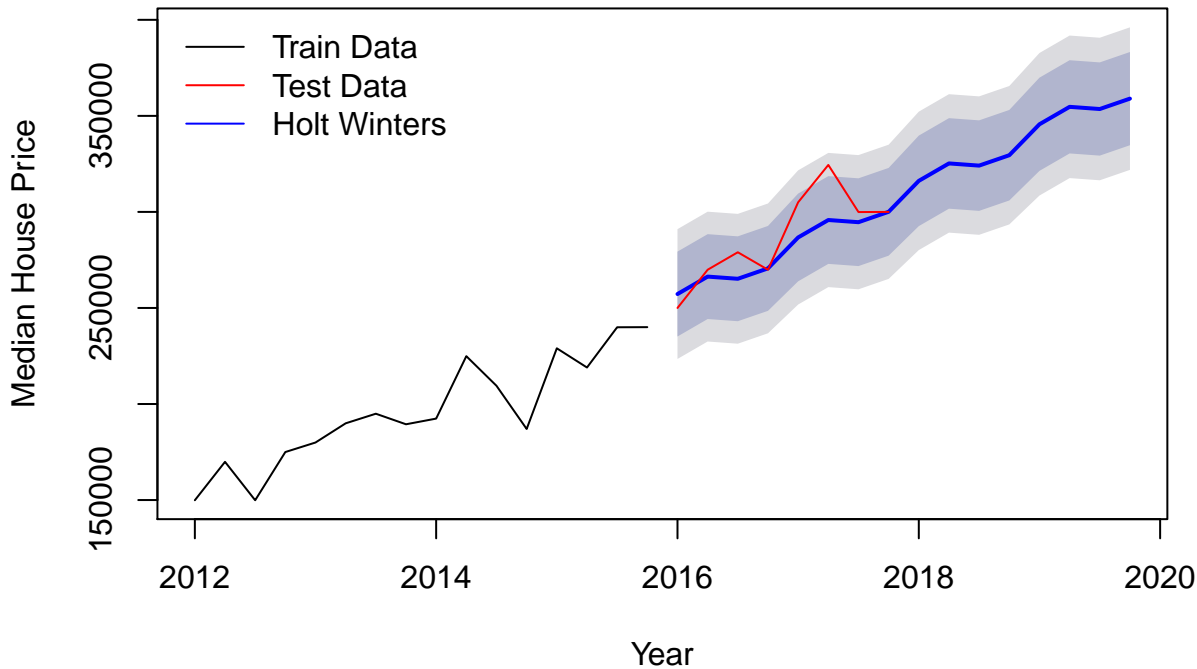 Train Data
Test Data
Holt Winters
Median House Price
350000
250000
150000
2012 2014 2016 2018 2020
Year